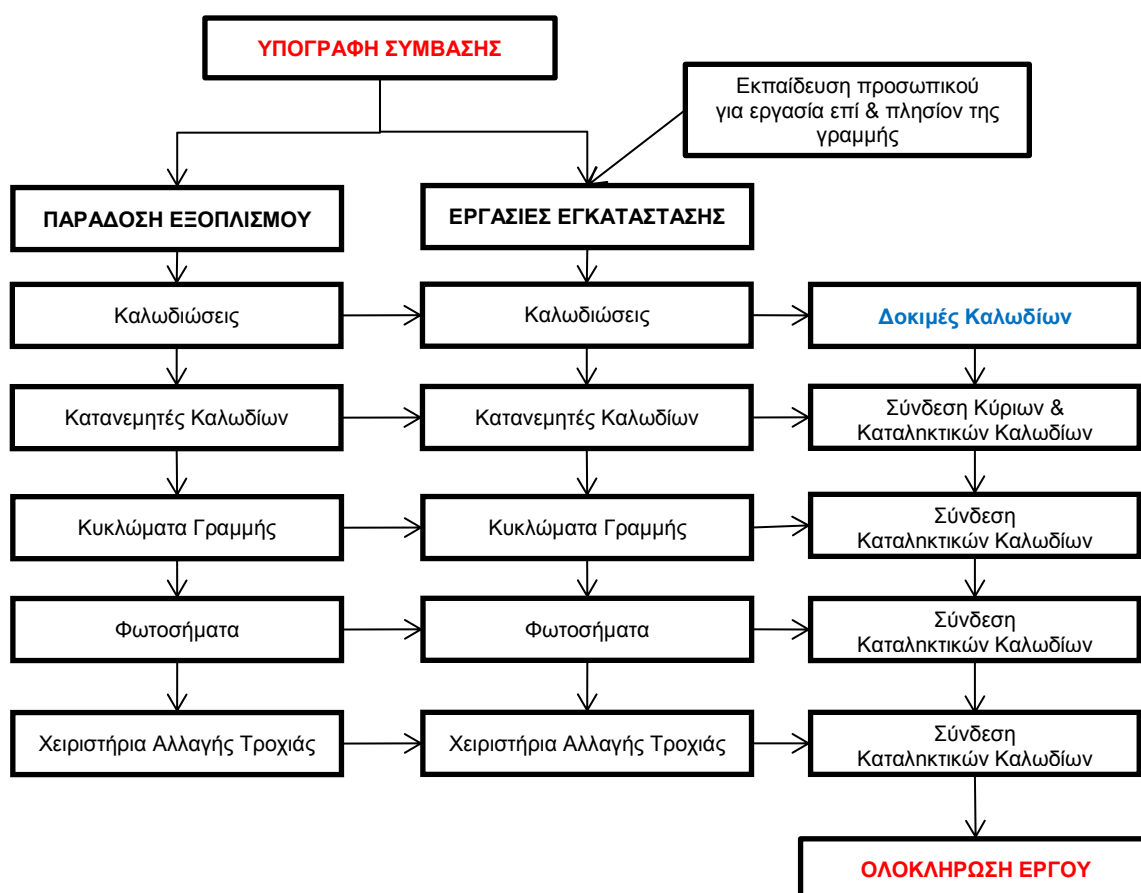 ΥΠΟΓΡΑΦΗ ΣΥΜΒΑΣΗΣ
Εκπαίδευση προσωπικού
για εργασία επί & πλησίον της
γραμμής
ΠΑΡΑΔΟΣΗ ΕΞΟΠΛΙΣΜΟΥ
ΕΡΓΑΣΙΕΣ ΕΓΚΑΤΑΣΤΑΣΗΣ
Καλωδιώσεις
Καλωδιώσεις
Δοκιμές Καλωδίων
Κατανεμητές Καλωδίων
Κατανεμητές Καλωδίων
Σύνδεση Κύριων &
Καταληκτικών Καλωδίων
Κυκλώματα Γραμμής
Κυκλώματα Γραμμής
Σύνδεση
Καταληκτικών Καλωδίων
Φωτοσήματα
Φωτοσήματα
Σύνδεση
Καταληκτικών Καλωδίων
Χειριστήρια Αλλαγής Τροχιάς
Χειριστήρια Αλλαγής Τροχιάς
Σύνδεση
Καταληκτικών Καλωδίων
ΟΛΟΚΛΗΡΩΣΗ ΕΡΓΟΥ